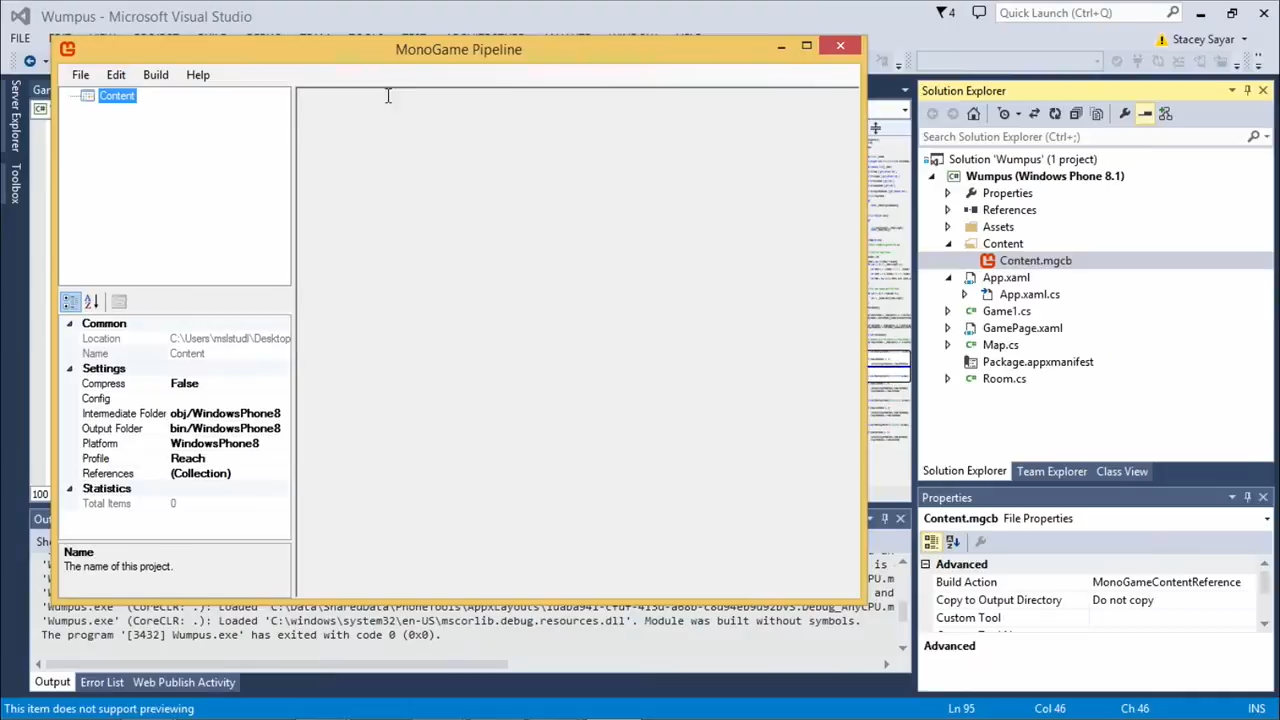 Wumpus - Microsoft Visual Studio
4
Quick Launch (Ctrl+Q)
FILE
Stacey Sayar
MonoGame Pipeline
File Edit Build Help
Content
Common
Location C:\Users\mslstudl\Desktop
Name Content
Settings
Compress False
Config
Intermediate Folder obj/WindowsPhone8
Output Folder bin/WindowsPhone8
Platform WindowsPhone8
Profile Reach
References (Collection)
Statistics
Total Items 0
Name
The name of this project.
Server Explorer
Toolbox
100
Solution Explorer
Search Solution Explorer (Ctrl+;)
Solution 'Wumpus' (1 project)
Wumpus (Windows Phone 8.1)
Properties
References
Assets
Content
Content.mgcb
App.xaml
App.xaml.cs
Game1.cs
GamePage.xaml
Map.cs
Package.appxmanifest
Room.cs
Solution Explorer Team Explorer Class View
Properties
Content.mgcb File Properties
Advanced
Build Action MonoGameContentReference
Copy to Output Directory Do not copy
Custom Tool
Advanced
'Wumpus.exe' (CoreCLR: .): Loaded 'C:\windows\system32\en-US\mscorlib.debug.resources.dll'. Module was built without symbols.
The program '[3432] Wumpus.exe' has exited with code 0 (0x0).
Output Error List Web Publish Activity
This item does not support previewing
Ln 95 Col 46 Ch 46 INS